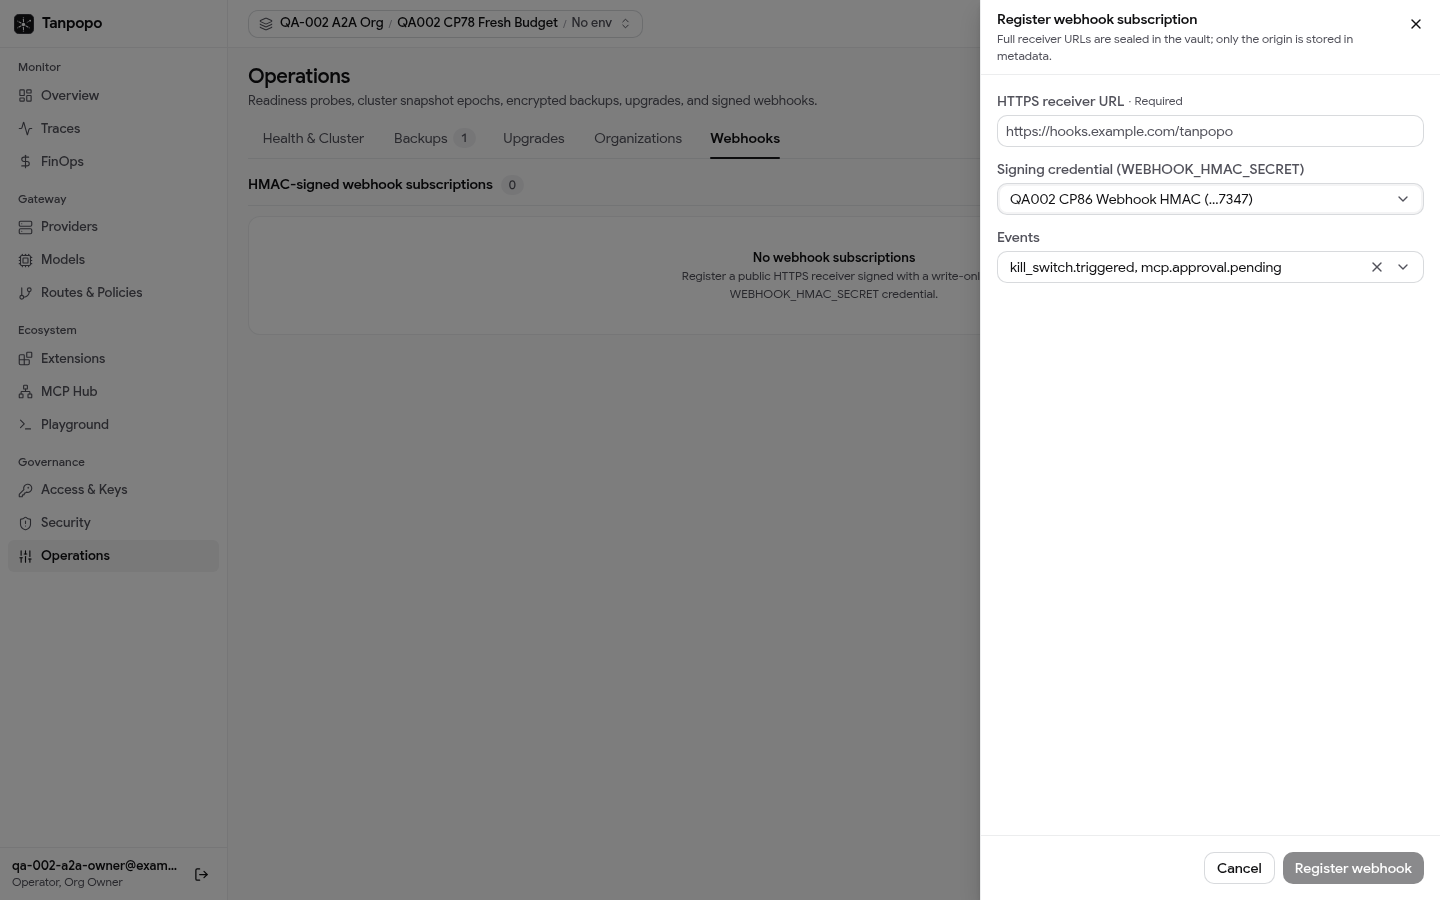 Tanpopo
Monitor
Overview
Traces
FinOps
Gateway
Providers
Models
Routes & Policies
Ecosystem
Extensions
MCP Hub
Playground
Governance
Access & Keys
Security
Operations
qa-002-a2a-owner@exam...
Operator, Org Owner
QA-002 A2A Org / QA002 CP78 Fresh Budget / No env
Operations
Readiness probes, cluster snapshot epochs, encrypted backups, upgrades, and signed webhooks.
Health & Cluster Backups 1 Upgrades Organizations Webhooks
HMAC-signed webhook subscriptions 0
No webhook subscriptions
Register a public HTTPS receiver signed with a write-onl
WEBHOOK_HMAC_SECRET credential.
Register webhook subscription
Full receiver URLs are sealed in the vault; only the origin is stored in
metadata.
HTTPS receiver URL · Required
https://hooks.example.com/tanpopo
Signing credential (WEBHOOK_HMAC_SECRET)
QA002 CP86 Webhook HMAC (...7347)
Events
kill_switch.triggered, mcp.approval.pending
Cancel Register webhook